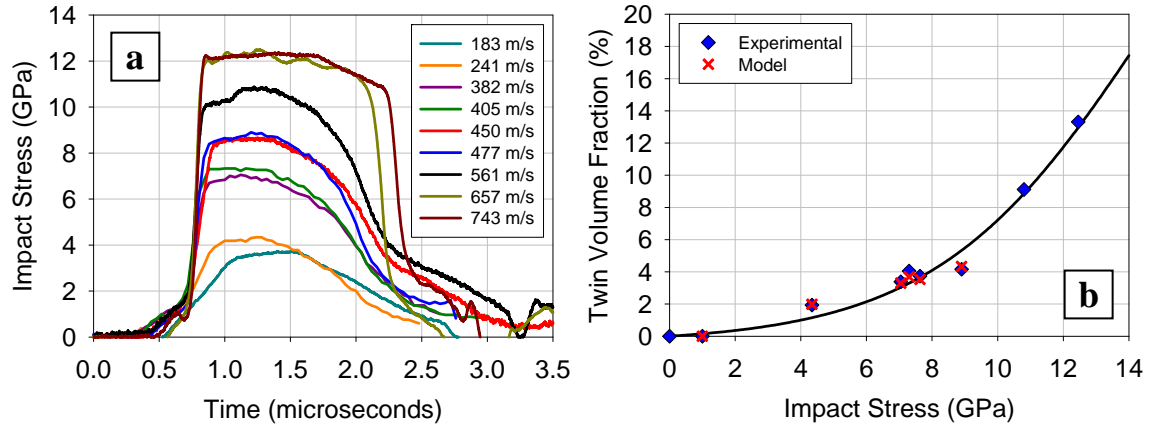 a
Impact Stress (GPa)
14
12
10
8
6
4
2
0
0.0 0.5 1.0 1.5 2.0 2.5 3.0 3.5
Time (microseconds)
183 m/s
241 m/s
382 m/s
405 m/s
450 m/s
477 m/s
561 m/s
657 m/s
743 m/s
Twin Volume Fraction (%)
20
18
16
14
12
10
8
6
4
2
0
0 2 4 6 8 10 12 14
Impact Stress (GPa)
Experimental
Model
b